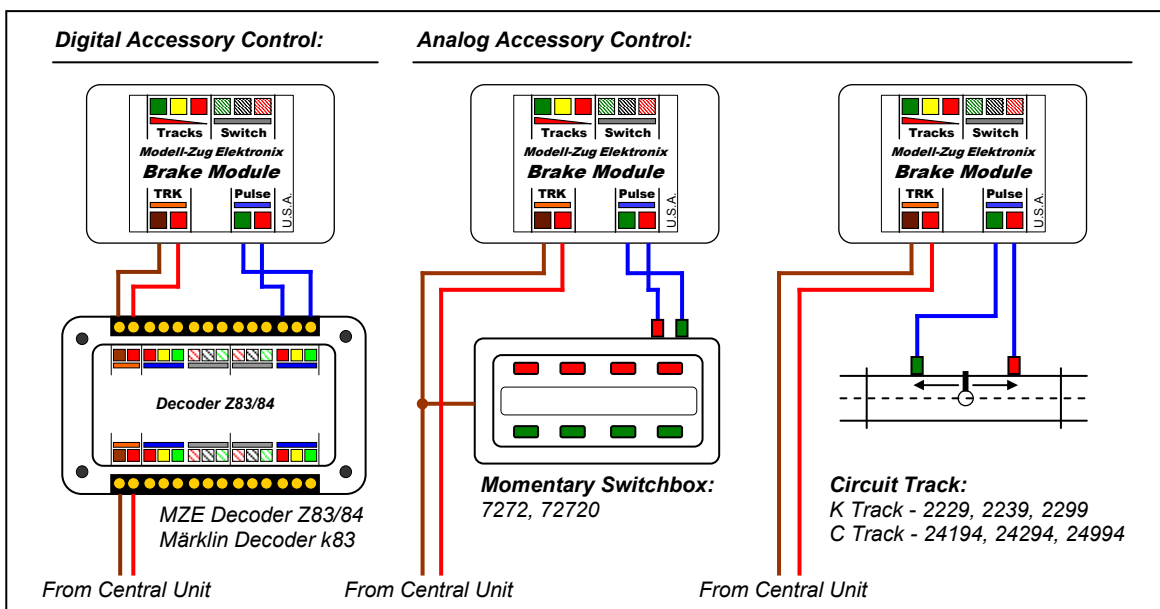 Digital Accessory Control:
Analog Accessory Control:
Tracks Switch
Modell-Zug Elektronix
Brake Module
TRK Pulse
U.S.A.
Tracks Switch
Modell-Zug Elektronix
Brake Module
TRK Pulse
U.S.A.
Tracks Switch
Modell-Zug Elektronix
Brake Module
TRK Pulse
U.S.A.
Decoder Z83/84
MZE Decoder Z83/84
Märklin Decoder k83
From Central Unit
Momentary Switchbox:
7272, 72720
From Central Unit
Circuit Track:
K Track - 2229, 2239, 2299
C Track - 24194, 24294, 24994
From Central Unit